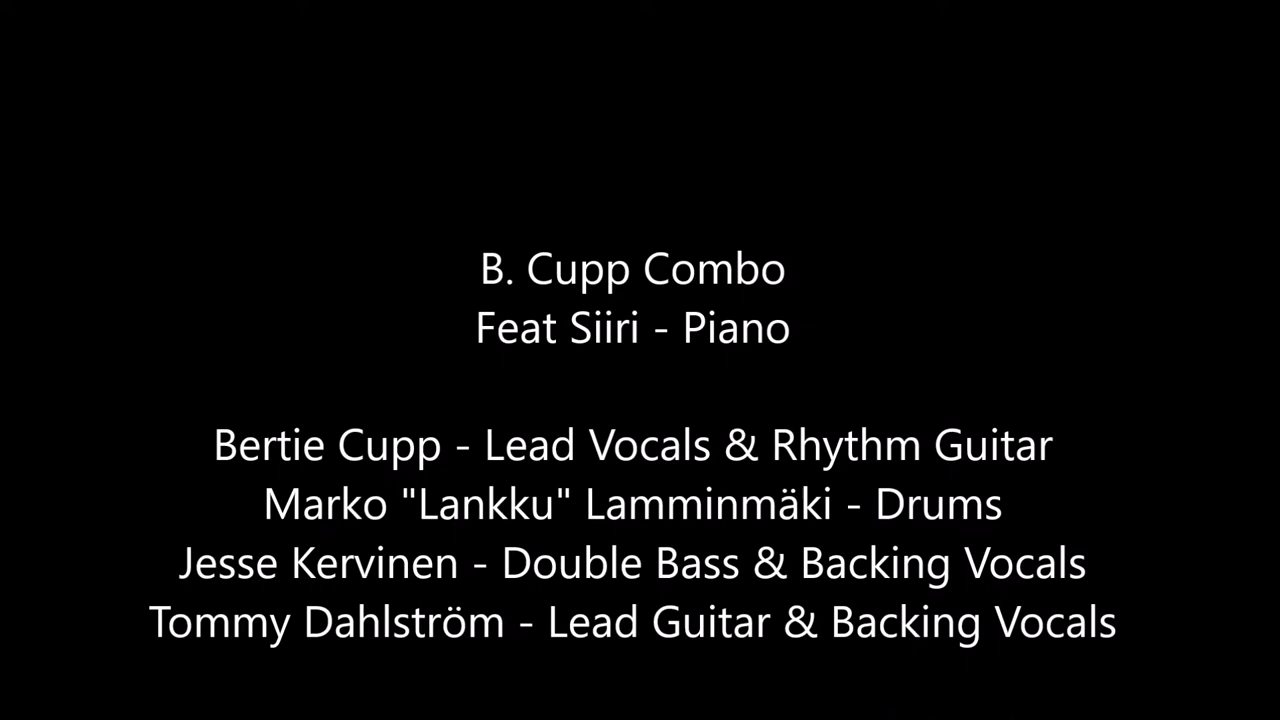 B. Cupp Combo
Feat Siiri - Piano
Bertie Cupp - Lead Vocals & Rhythm Guitar
Marko "Lankku" Lamminmäki - Drums
Jesse Kervinen - Double Bass & Backing Vocals
Tommy Dahlström - Lead Guitar & Backing Vocals